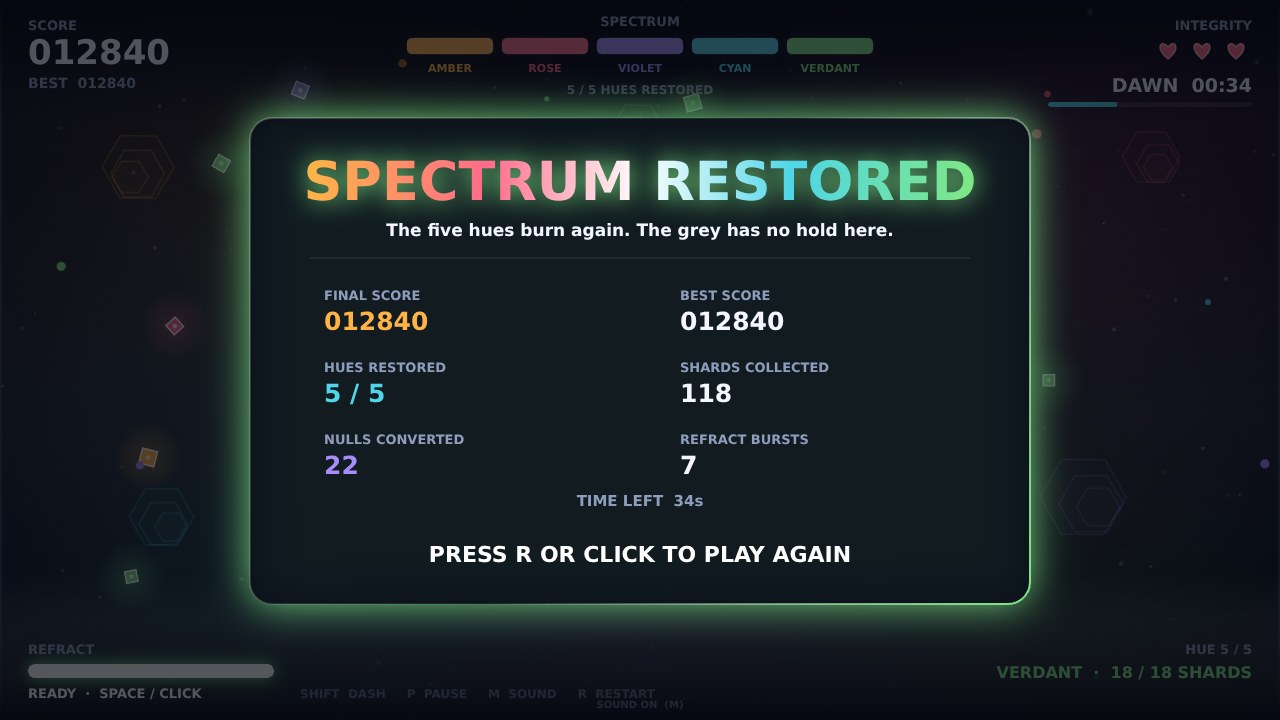 SCORE
012840
BEST 012840
SPECTRUM
AMBER ROSE VIOLET CYAN VERDANT
5 / 5 HUES RESTORED
INTEGRITY
DAWN 00:34
SPECTRUM RESTORED
The five hues burn again. The grey has no hold here.
FINAL SCORE
012840
BEST SCORE
012840
HUES RESTORED
5 / 5
SHARDS COLLECTED
118
NULLS CONVERTED
22
REFRACT BURSTS
7
TIME LEFT 34s
PRESS R OR CLICK TO PLAY AGAIN
REFRACT
READY · SPACE / CLICK
SHIFT DASH P PAUSE M SOUND R RESTART
SOUND ON (M)
HUE 5 / 5
VERDANT · 18 / 18 SHARDS